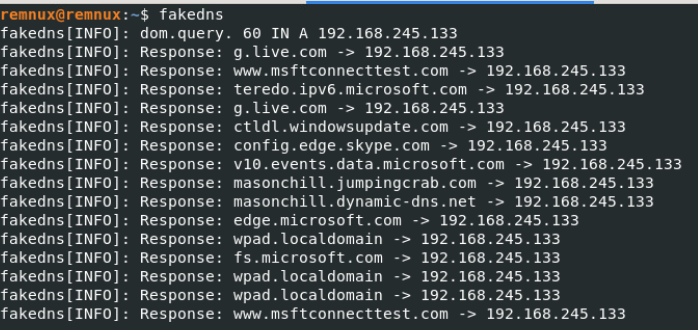 remnux@remnux:~$ fakedns
fakedns[INFO]: dom.query. 60 IN A 192.168.245.133
fakedns[INFO]: Response: g.live.com -> 192.168.245.133
fakedns[INFO]: Response: www.msftconnecttest.com -> 192.168.245.133
fakedns[INFO]: Response: teredo.ipv6.microsoft.com -> 192.168.245.133
fakedns[INFO]: Response: g.live.com -> 192.168.245.133
fakedns[INFO]: Response: ctldl.windowsupdate.com -> 192.168.245.133
fakedns[INFO]: Response: config.edge.skype.com -> 192.168.245.133
fakedns[INFO]: Response: v10.events.data.microsoft.com -> 192.168.245.133
fakedns[INFO]: Response: masonchill.jumpingcrab.com -> 192.168.245.133
fakedns[INFO]: Response: masonchill.dynamic-dns.net -> 192.168.245.133
fakedns[INFO]: Response: edge.microsoft.com -> 192.168.245.133
fakedns[INFO]: Response: wpad.localdomain -> 192.168.245.133
fakedns[INFO]: Response: fs.microsoft.com -> 192.168.245.133
fakedns[INFO]: Response: wpad.localdomain -> 192.168.245.133
fakedns[INFO]: Response: wpad.localdomain -> 192.168.245.133
fakedns[INFO]: Response: www.msftconnecttest.com -> 192.168.245.133